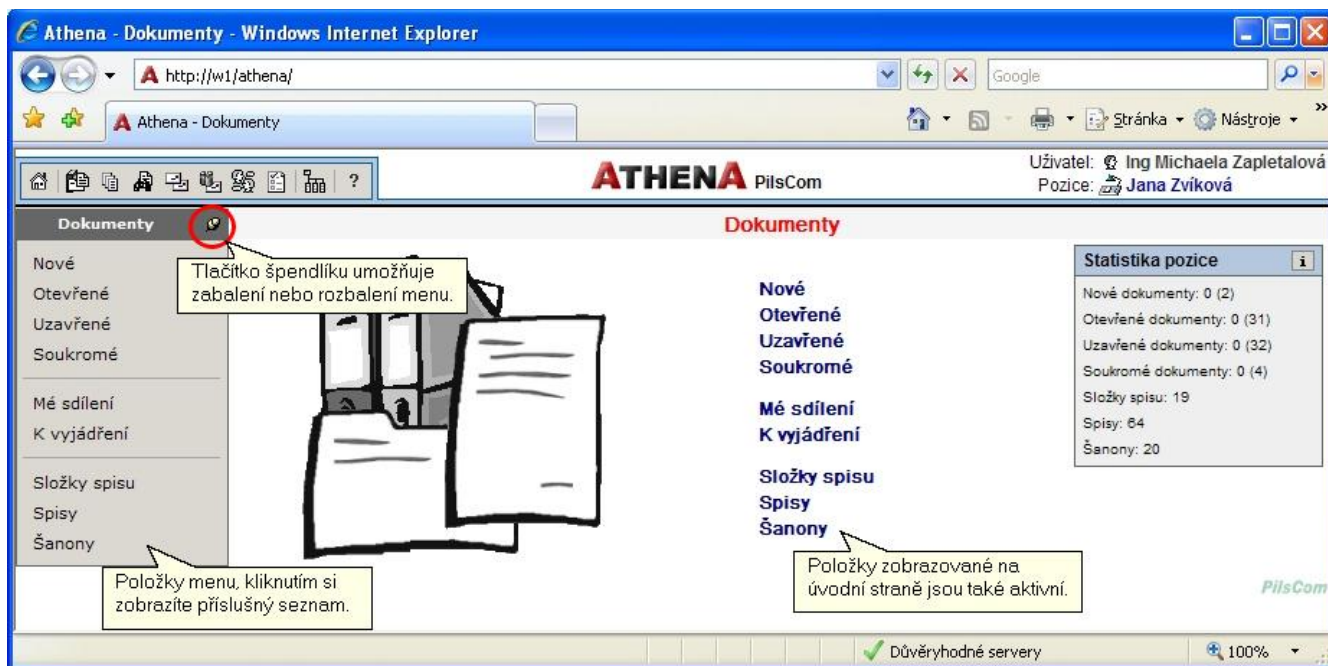 Athena - Dokumenty - Windows Internet Explorer
http://w1/athena/
Google
Athena - Dokumenty
Stránka
Nástroje
»
?
ATHENA PilsCom
Uživatel: Ing Michaela Zapletalová
Pozice: Jana Zvíková
Dokumenty
Nové
Otevřené
Uzavřené
Soukromé
Mé sdílení
K vyjádření
Složky spisu
Spisy
Šanony
Tlačítko špendlíku umožňuje
zabalení nebo rozbalení menu.
Položky menu, kliknutím si
zobrazíte příslušný seznam.
Dokumenty
Nové
Otevřené
Uzavřené
Soukromé
Mé sdílení
K vyjádření
Složky spisu
Spisy
Šanony
Položky zobrazované na
úvodní straně jsou také aktivní.
Statistika pozice i
Nové dokumenty: 0 (2)
Otevřené dokumenty: 0 (31)
Uzavřené dokumenty: 0 (32)
Soukromé dokumenty: 0 (4)
Složky spisu: 19
Spisy: 64
Šanony: 20
PilsCom
Důvěryhodné servery
100%